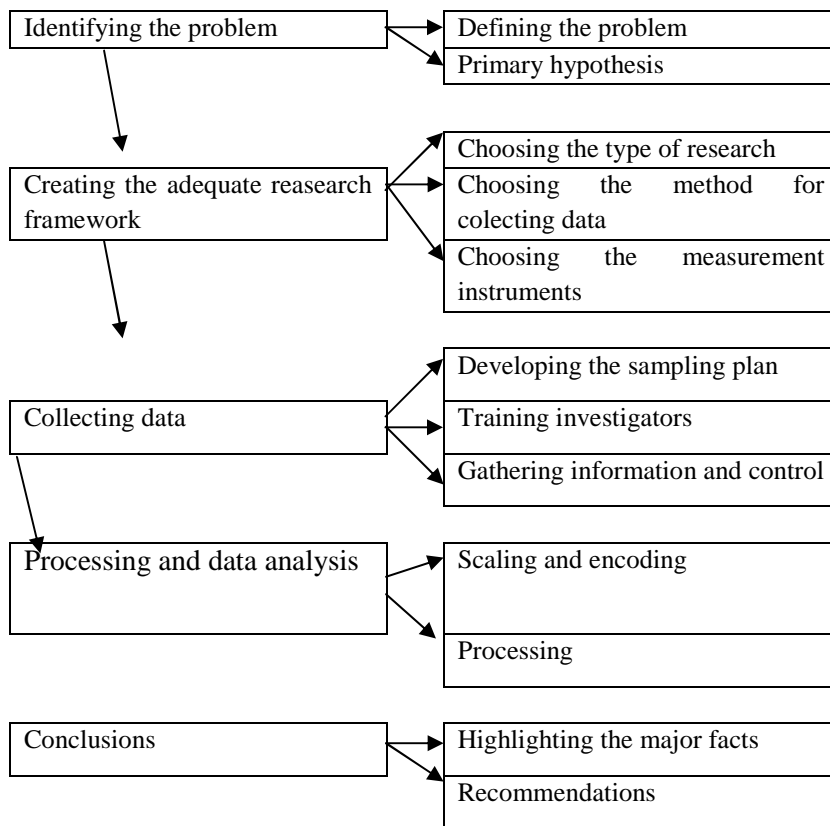 Identifying the problem
Defining the problem
Primary hypothesis
Creating the adequate reasearch
framework
Choosing the type of research
Choosing the method for
colecting data
Choosing the measurement
instruments
Collecting data
Developing the sampling plan
Training investigators
Gathering information and control
Processing and data analysis
Scaling and encoding
Processing
Conclusions
Highlighting the major facts
Recommendations